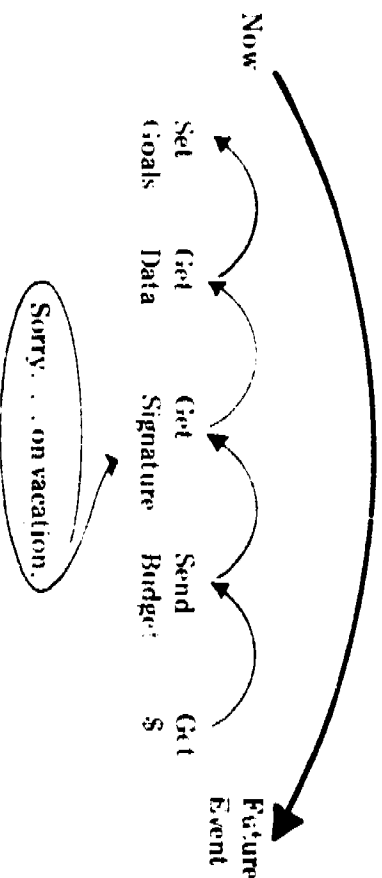 Now
Set
Goals
Get
Data
Get
Signature
Send
Budget
Get
$
Future
Event
Sorry. . . on vacation.